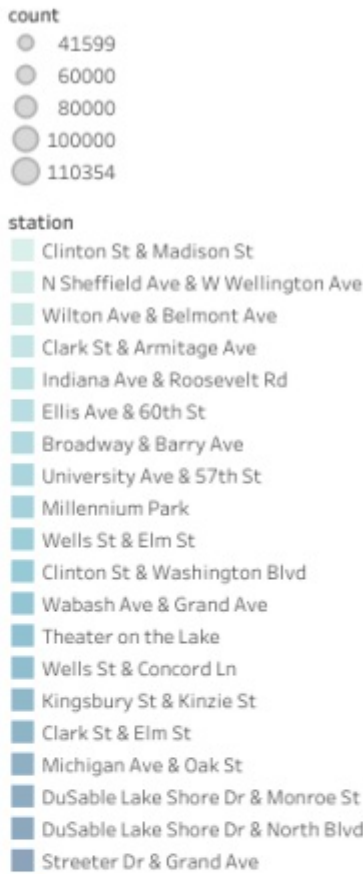 count
41599
60000
80000
100000
110354
station
Clinton St & Madison St
N Sheffield Ave & W Wellington Ave
Wilton Ave & Belmont Ave
Clark St & Armitage Ave
Indiana Ave & Roosevelt Rd
Ellis Ave & 60th St
Broadway & Barry Ave
University Ave & 57th St
Millennium Park
Wells St & Elm St
Clinton St & Washington Blvd
Wabash Ave & Grand Ave
Theater on the Lake
Wells St & Concord Ln
Kingsbury St & Kinzie St
Clark St & Elm St
Michigan Ave & Oak St
DuSable Lake Shore Dr & Monroe St
DuSable Lake Shore Dr & North Blvd
Streeter Dr & Grand Ave